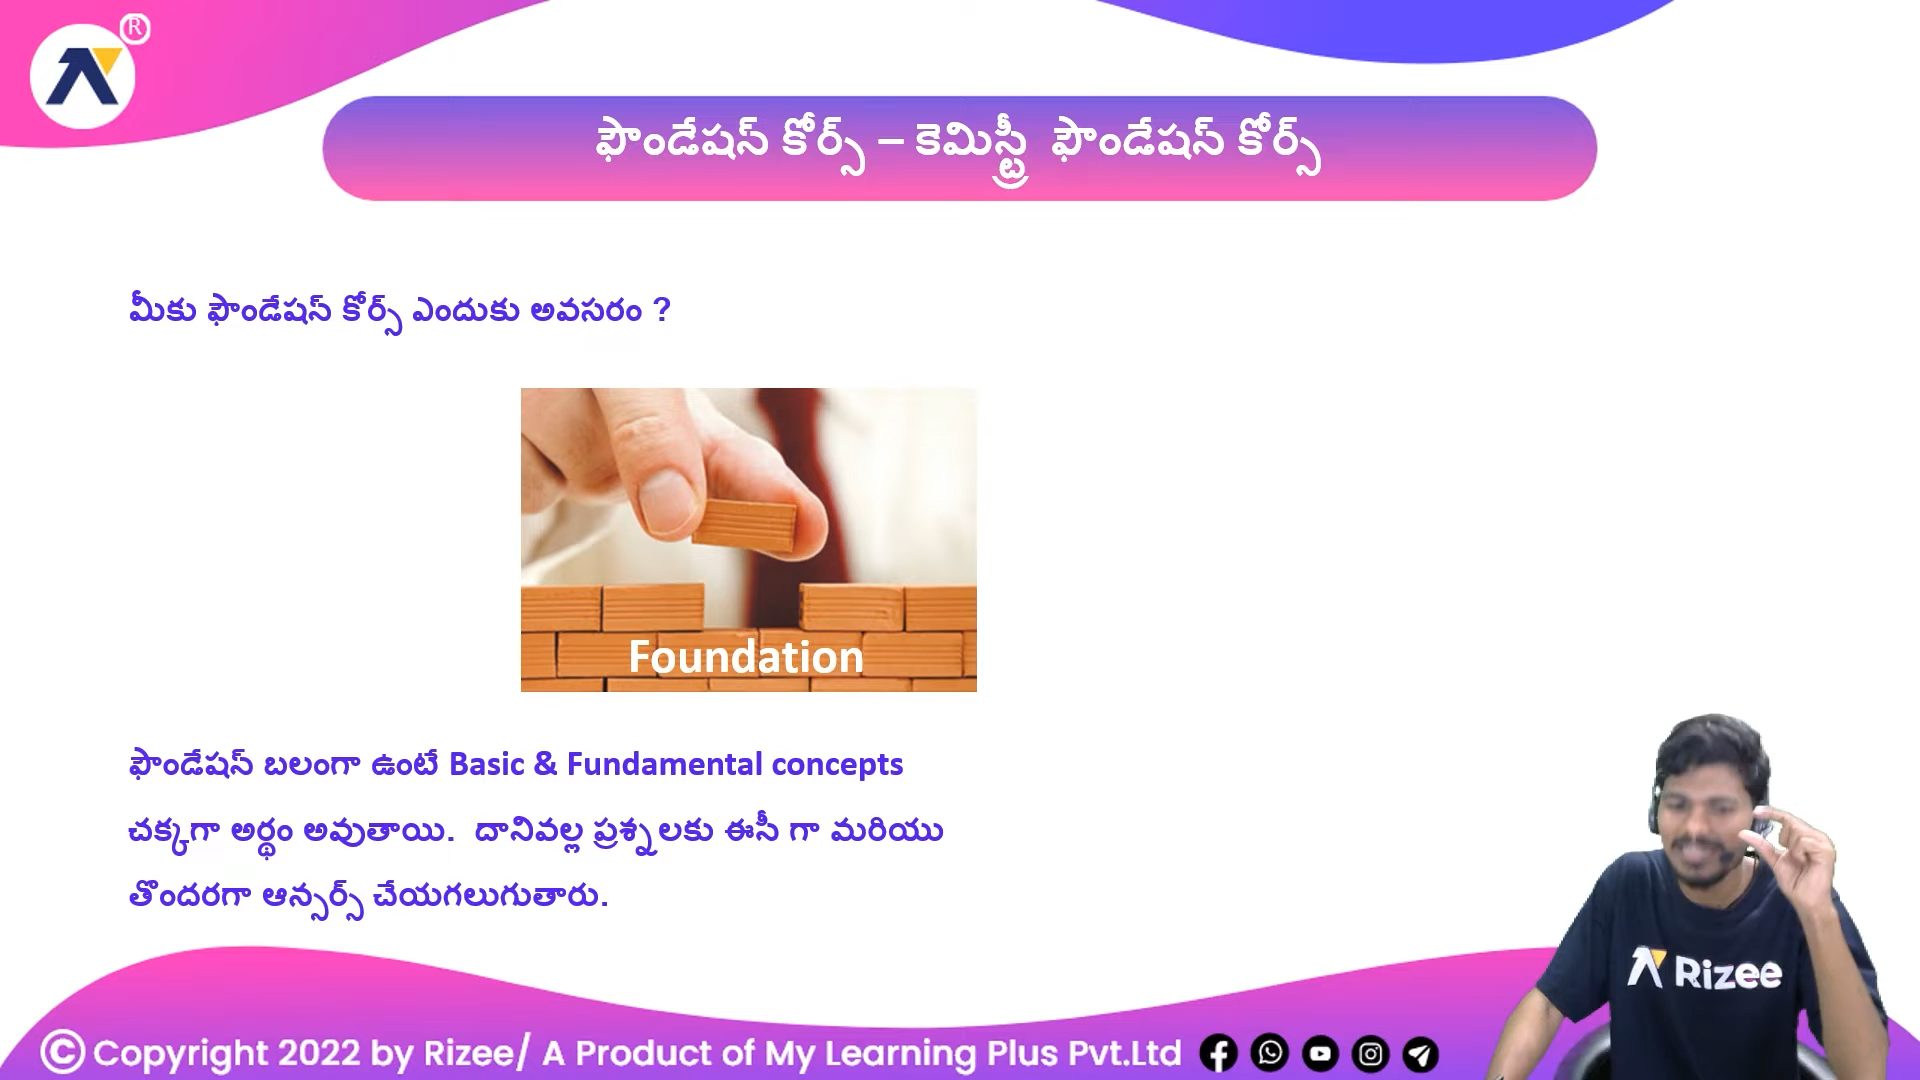 ®
ఫౌండేషన్ కోర్స్ – కెమిస్ట్రీ ఫౌండేషన్ కోర్స్
మీకు ఫౌండేషన్ కోర్స్ ఎందుకు అవసరం ?
Foundation
ఫౌండేషన్ బలంగా ఉంటే Basic & Fundamental concepts
చక్కగా అర్థం అవుతాయి. దానివల్ల ప్రశ్నలకు ఈసీ గా మరియు
తొందరగా ఆన్సర్స్ చేయగలుగుతారు.
Rizee
© Copyright 2022 by Rizee/ A Product of My Learning Plus Pvt.Ltd